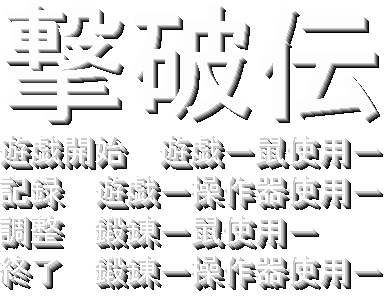 撃破伝
遊戯開始 遊戯ー鼠使用ー
記録 遊戯ー操作器使用ー
調整 鍛錬ー鼠使用ー
終了 鍛錬ー操作器使用ー